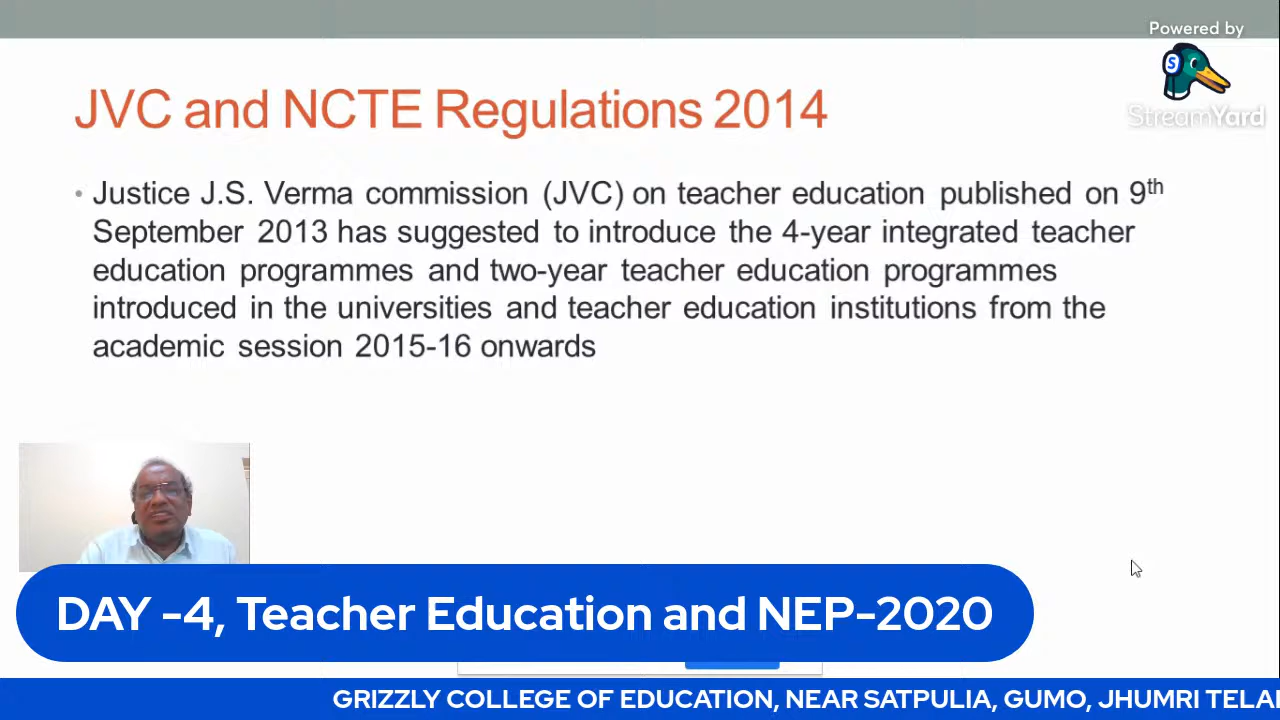 Powered by
StreamYard
JVC and NCTE Regulations 2014
• Justice J.S. Verma commission (JVC) on teacher education published on 9th
September 2013 has suggested to introduce the 4-year integrated teacher
education programmes and two-year teacher education programmes
introduced in the universities and teacher education institutions from the
academic session 2015-16 onwards
DAY -4, Teacher Education and NEP-2020
GRIZZLY COLLEGE OF EDUCATION, NEAR SATPULIA, GUMO, JHUMRI